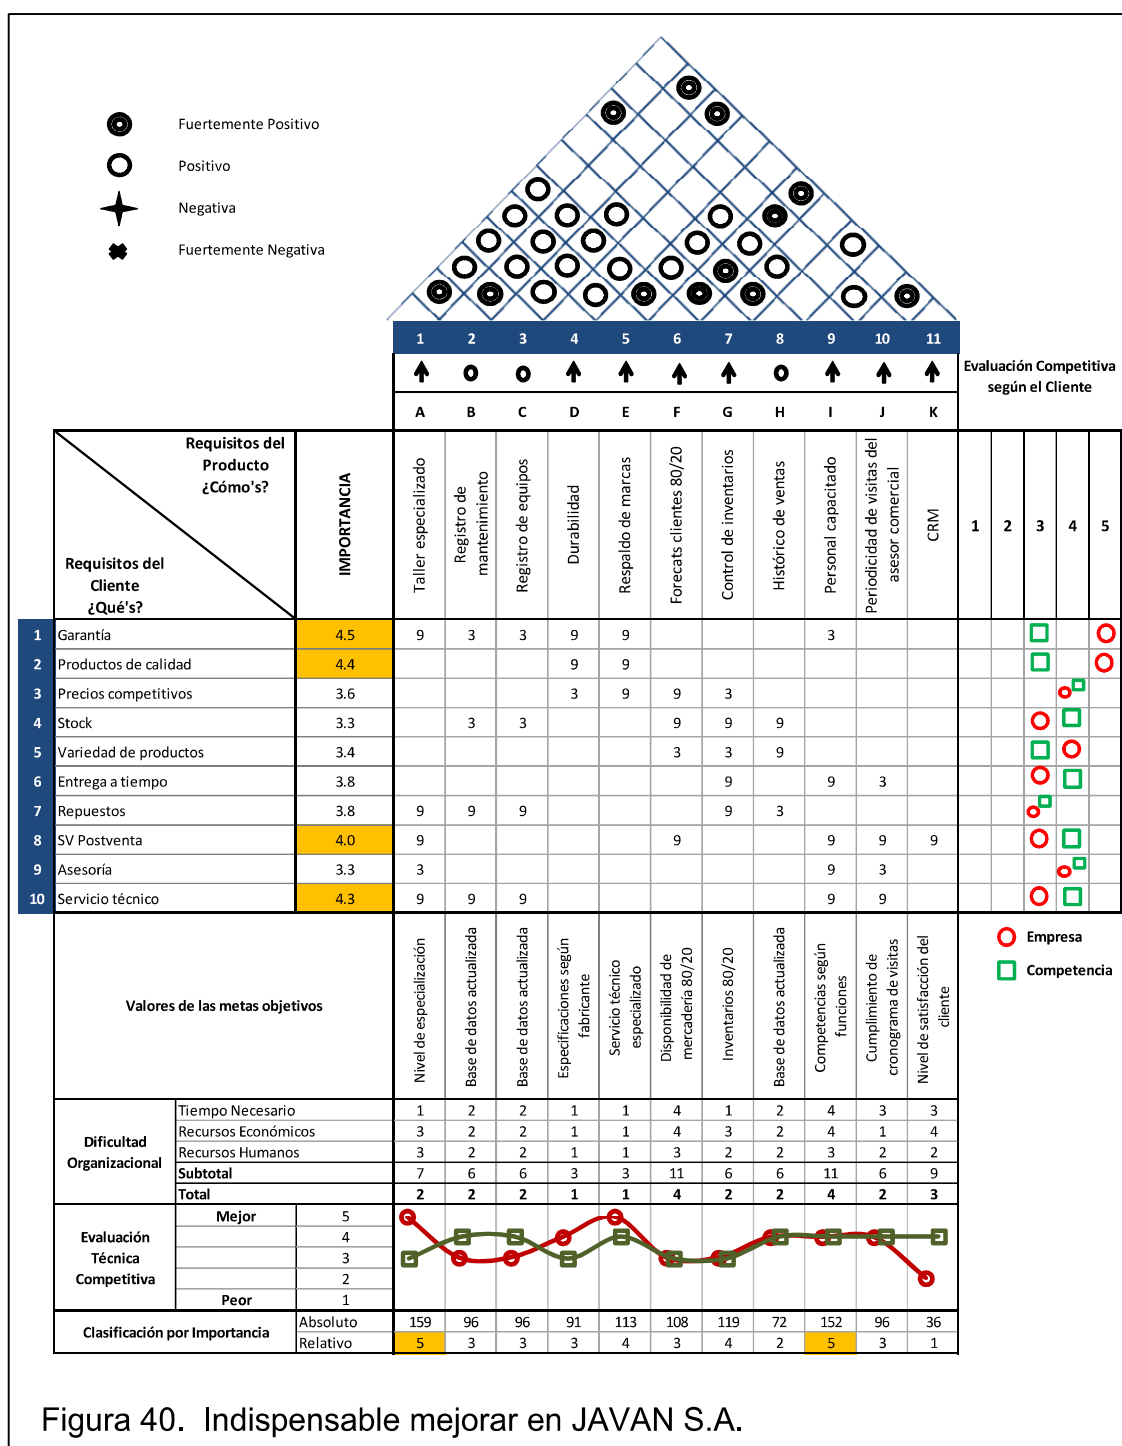 Fuertemente Positivo
Positivo
Negativa
Fuertemente Negativa
1 2 3 4 5 6 7 8 9 10 11
Evaluación Competitiva
según el Cliente
A B C D E F G H I J K
Requisitos del
Producto
¿Cómo's?
Requisitos del
Cliente
¿Qué's?
IMPORTANCIA
Taller especializado
Registro de
mantenimiento
Registro de equipos
Durabilidad
Respaldo de marcas
Forecats clientes 80/20
Control de inventarios
Histórico de ventas
Personal capacitado
Periodicidad de visitas del
asesor comercial
CRM
1 2 3 4 5
1 Garantía 4.5 9 3 3 9 9 3
2 Productos de calidad 4.4 9 9
3 Precios competitivos 3.6 3 9 9 3
4 Stock 3.3 3 3 9 9 9
5 Variedad de productos 3.4 3 3 9
6 Entrega a tiempo 3.8 9 9 3
7 Repuestos 3.8 9 9 9 9 3
8 SV Postventa 4.0 9 9 9 9 9
9 Asesoría 3.3 3 9 3
10 Servicio técnico 4.3 9 9 9 9 9
Empresa
Competencia
Valores de las metas objetivos
Nivel de especialización
Base de datos actualizada
Base de datos actualizada
Especificaciones según
fabricante
Servicio técnico
especializado
Disponibilidad de
mercadería 80/20
Inventarios 80/20
Base de datos actualizada
Competencias según
funciones
Cumplimiento de
cronograma de visitas
Nivel de satisfacción del
cliente
Dificultad
Organizacional
Tiempo Necesario 1 2 2 1 1 4 1 2 4 3 3
Recursos Económicos 3 2 2 1 1 4 3 2 4 1 4
Recursos Humanos 3 2 2 1 1 3 2 2 3 2 2
Subtotal 7 6 6 3 3 11 6 6 11 6 9
Total 2 2 2 1 1 4 2 2 4 2 3
Evaluación
Técnica
Competitiva
Mejor 5
4
3
2
Peor 1
Clasificación por Importancia
Absoluto 159 96 96 91 113 108 119 72 152 96 36
Relativo 5 3 3 3 4 3 4 2 5 3 1
Figura 40. Indispensable mejorar en JAVAN S.A.